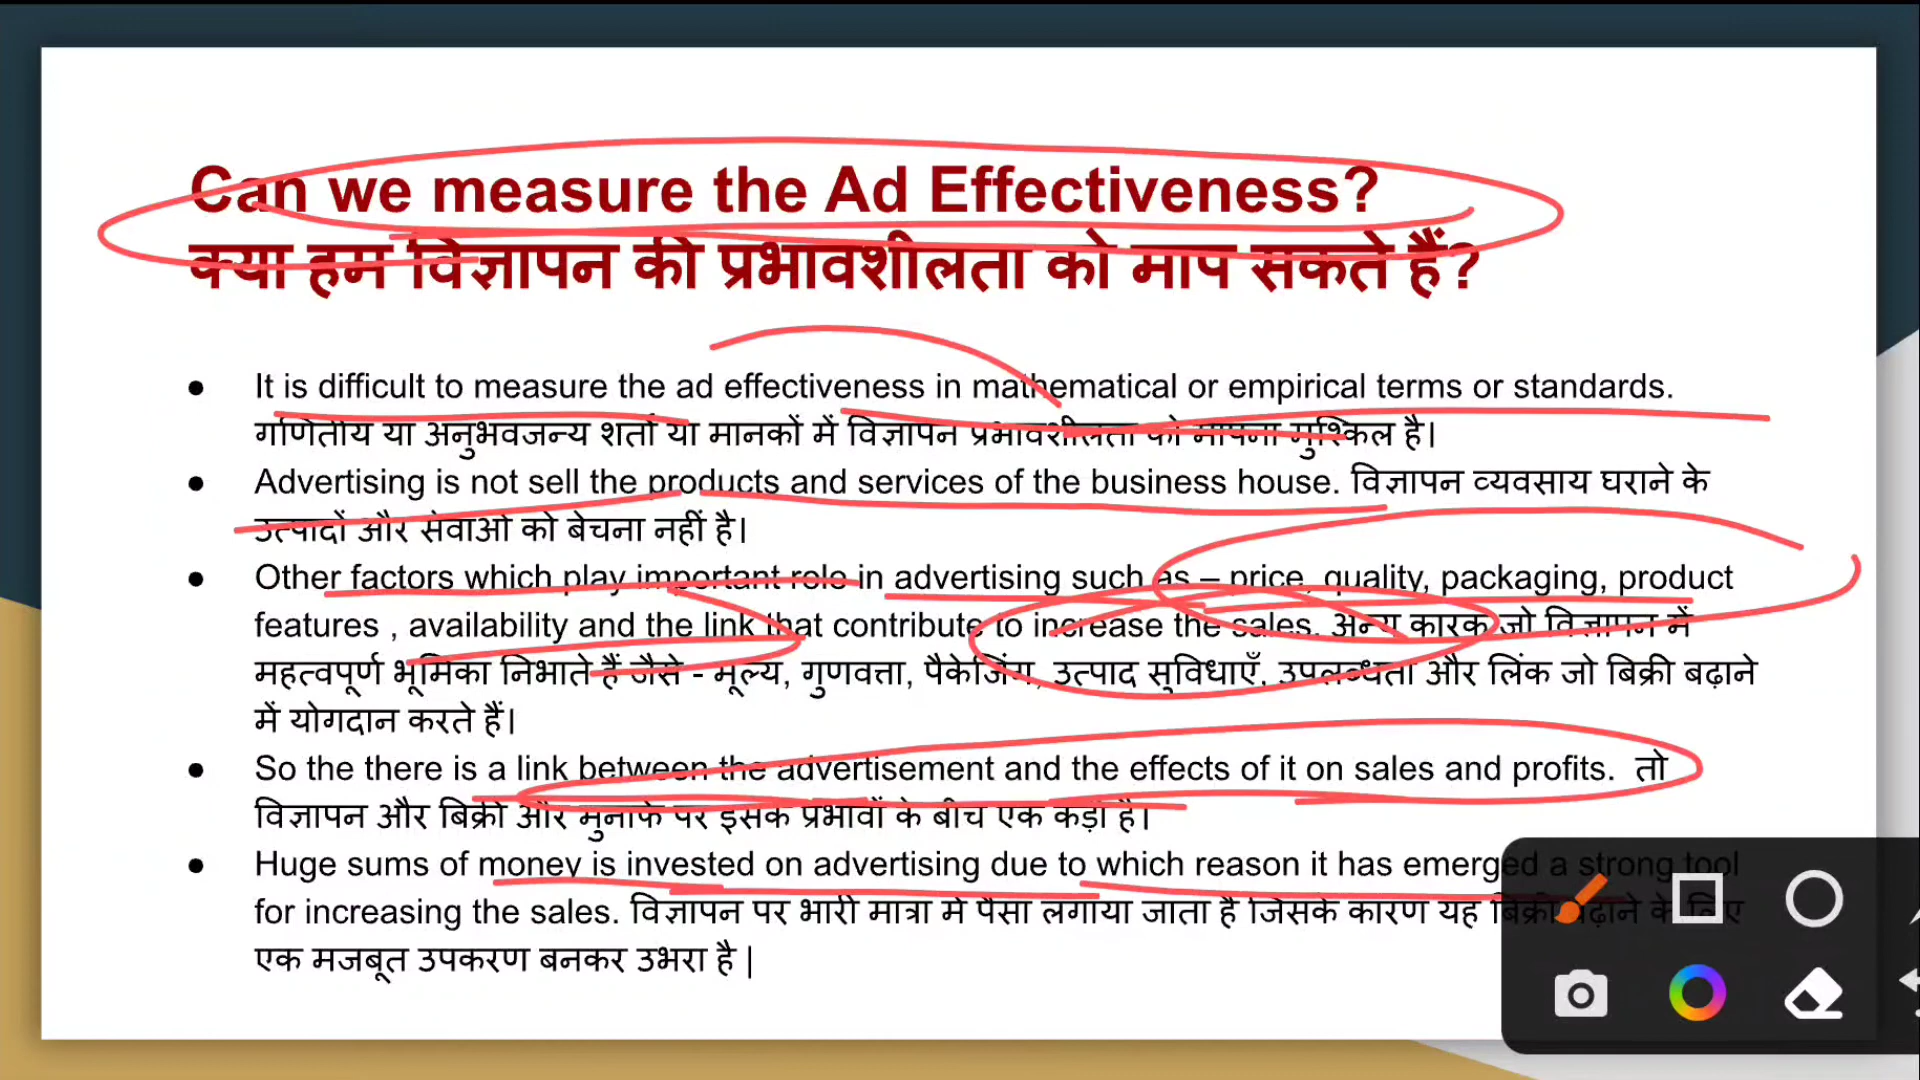 Can we measure the Ad Effectiveness?
क्या हम विज्ञापन की प्रभावशीलता को माप सकते हैं?
● It is difficult to measure the ad effectiveness in mathematical or empirical terms or standards.
गणितीय या अनुभवजन्य शर्तों या मानकों में विज्ञापन प्रभावशीलता को मापना मुश्किल है।
● Advertising is not sell the products and services of the business house. विज्ञापन व्यवसाय घराने के
उत्पादों और सेवाओं को बेचना नहीं है।
● Other factors which play important role in advertising such as – price, quality, packaging, product
features , availability and the link that contribute to increase the sales. अन्य कारक जो विज्ञापन में
महत्वपूर्ण भूमिका निभाते हैं जैसे - मूल्य, गुणवत्ता, पैकेजिंग, उत्पाद सुविधाएँ, उपलब्धता और लिंक जो बिक्री बढ़ाने
में योगदान करते हैं।
● So the there is a link between the advertisement and the effects of it on sales and profits. तो
विज्ञापन और बिक्री और मुनाफे पर इसके प्रभावों के बीच एक कड़ी है।
● Huge sums of money is invested on advertising due to which reason it has emerged a strong tool
for increasing the sales. विज्ञापन पर भारी मात्रा में पैसा लगाया जाता है जिसके कारण यह बिक्री बढ़ाने के लिए
एक मजबूत उपकरण बनकर उभरा है |